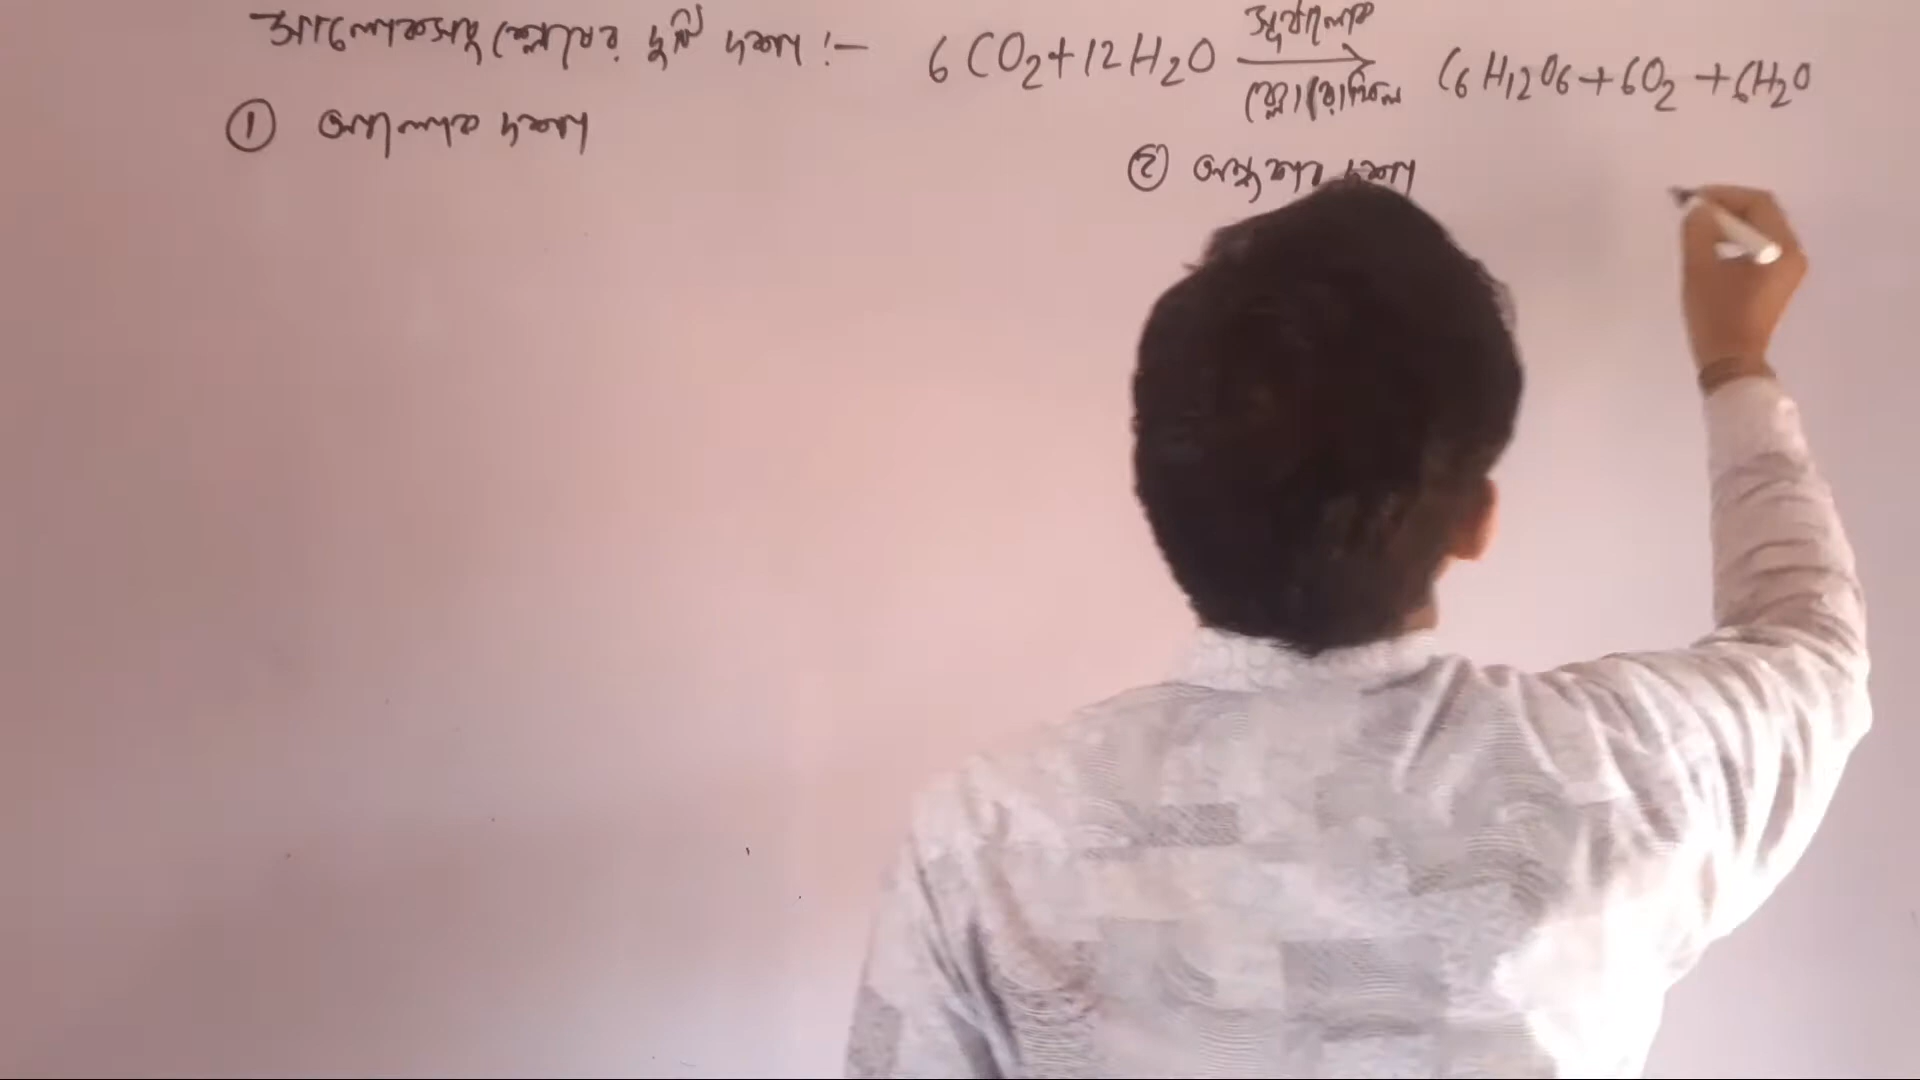 আলোকসংশ্লেষের দুটি দশা :- 6CO₂+12H₂O সূর্যালোক → ক্লোরোফিল C₆H₁₂O₆+6O₂+6H₂O
① আলোক দশা
② অন্ধকার দশা